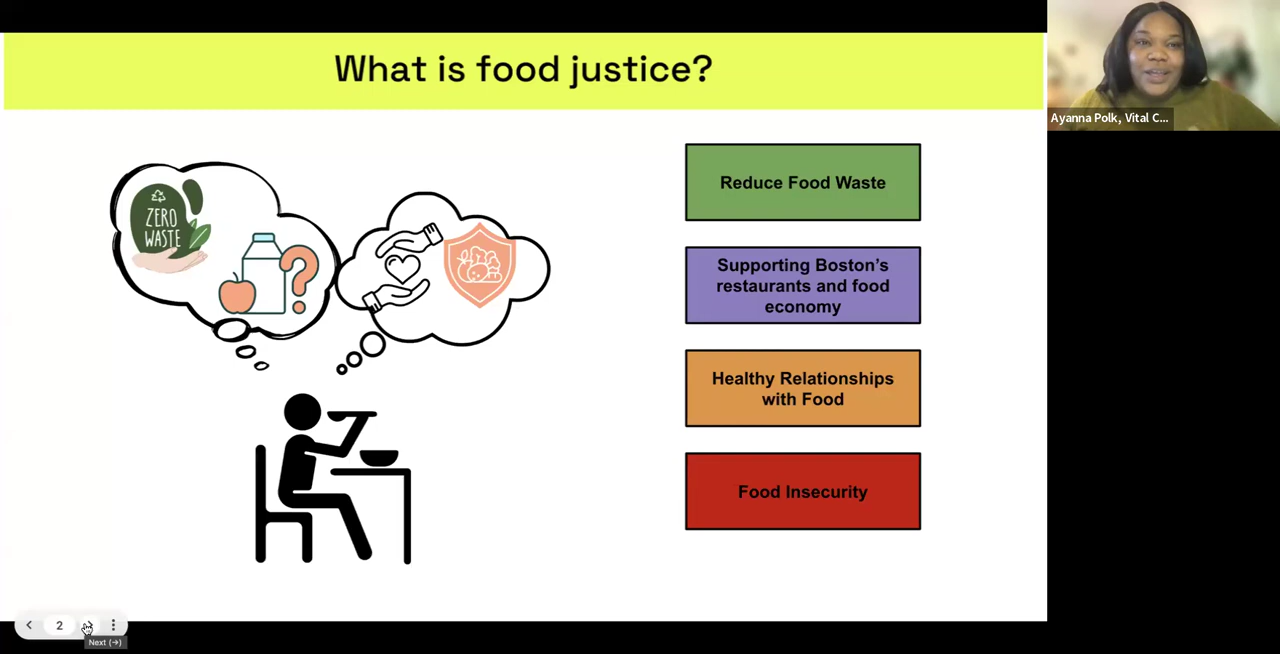 What is food justice?
Ayanna Polk, Vital C...
ZERO
WASTE
Reduce Food Waste
Supporting Boston's
restaurants and food
economy
Healthy Relationships
with Food
Food Insecurity
2
Next (→)